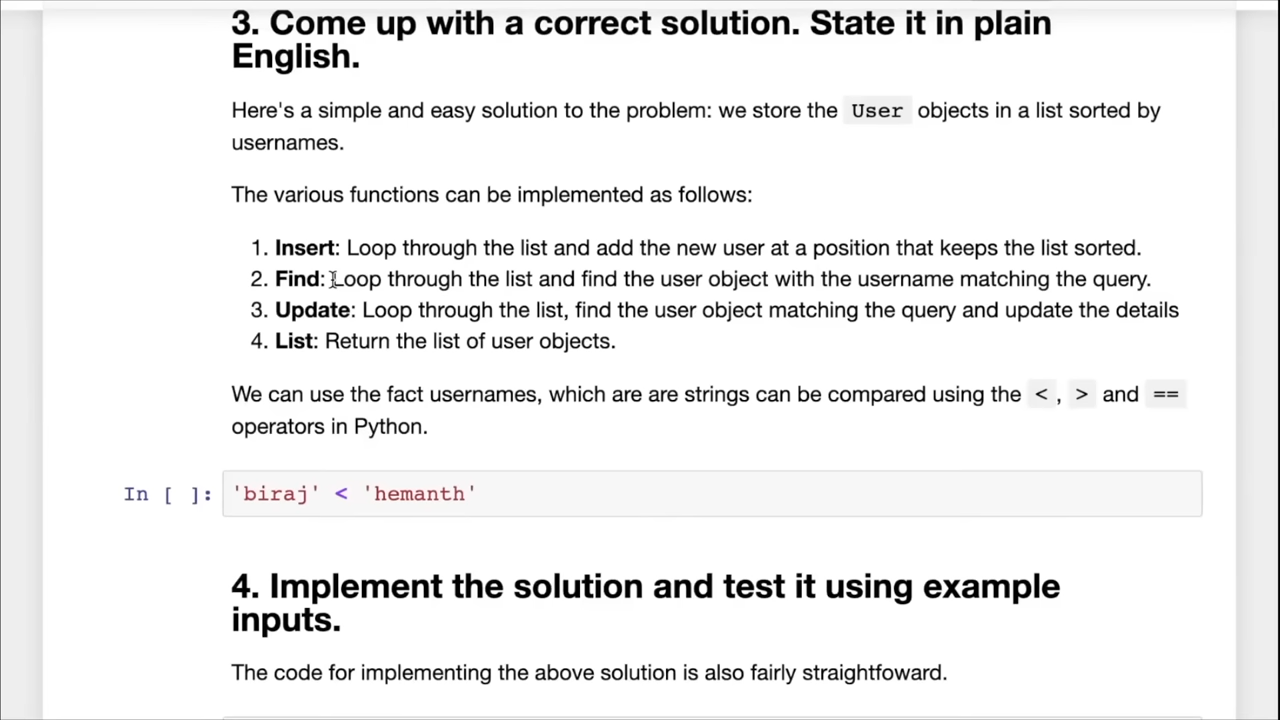 3. Come up with a correct solution. State it in plain
English.
Here's a simple and easy solution to the problem: we store the User objects in a list sorted by
usernames.
The various functions can be implemented as follows:
1. Insert: Loop through the list and add the new user at a position that keeps the list sorted.
2. Find: Loop through the list and find the user object with the username matching the query.
3. Update: Loop through the list, find the user object matching the query and update the details
4. List: Return the list of user objects.
We can use the fact usernames, which are are strings can be compared using the < , > and ==
operators in Python.
In [ ]: 'biraj' < 'hemanth'
4. Implement the solution and test it using example
inputs.
The code for implementing the above solution is also fairly straightfoward.